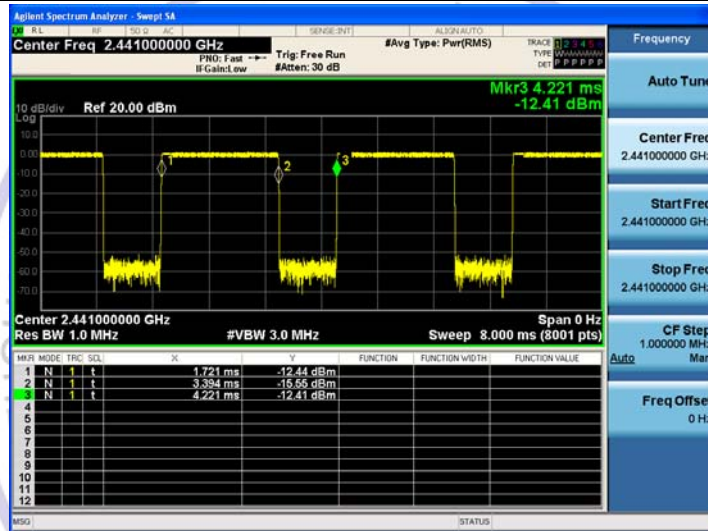 Agilent Spectrum Analyzer - Swept SA
RL RF 50 Ω AC SENSE:INT ALIGN AUTO
Center Freq 2.441000000 GHz
PNO: Fast
IFGain:Low
Trig: Free Run
#Atten: 30 dB
#Avg Type: Pwr(RMS)
TRACE 1 2 3 4 5 6
TYPE
DET P P P P P P
Mkr3 4.221 ms
-12.41 dBm
10 dB/div Ref 20.00 dBm
Log
10.0
0.00
-10.0
-20.0
-30.0
-40.0
-50.0
-60.0
-70.0
1
2
3
Center 2.441000000 GHz Span 0 Hz
Res BW 1.0 MHz #VBW 3.0 MHz Sweep 8.000 ms (8001 pts)
MKR MODE TRC SCL X Y FUNCTION FUNCTION WIDTH FUNCTION VALUE
1 N 1 t 1.721 ms -12.44 dBm
2 N 1 t 3.394 ms -15.55 dBm
3 N 1 t 4.221 ms -12.41 dBm
4
5
6
7
8
9
10
11
12
MSG STATUS
Frequency
Auto Tune
Center Freq
2.441000000 GHz
Start Freq
2.441000000 GHz
Stop Freq
2.441000000 GHz
CF Step
1.000000 MHz
Auto Man
Freq Offset
0 Hz